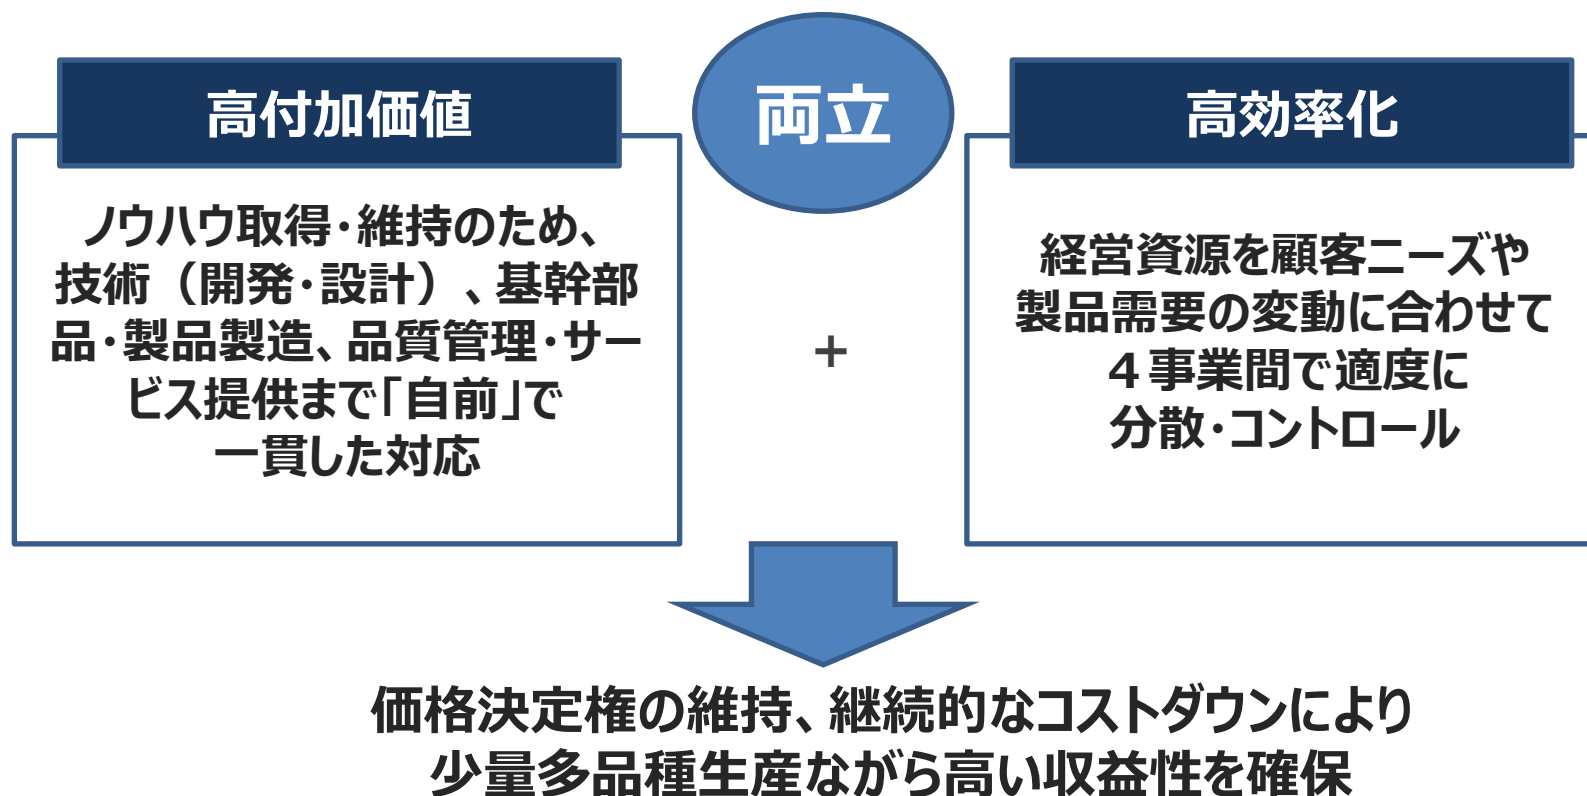 両立
高付加価値
ノウハウ取得・維持のため、
技術（開発・設計）、基幹部
品・製品製造、品質管理・サー
ビス提供まで「自前」で
一貫した対応
+
高効率化
経営資源を顧客ニーズや
製品需要の変動に合わせて
４事業間で適度に
分散・コントロール
価格決定権の維持、継続的なコストダウンにより
少量多品種生産ながら高い収益性を確保